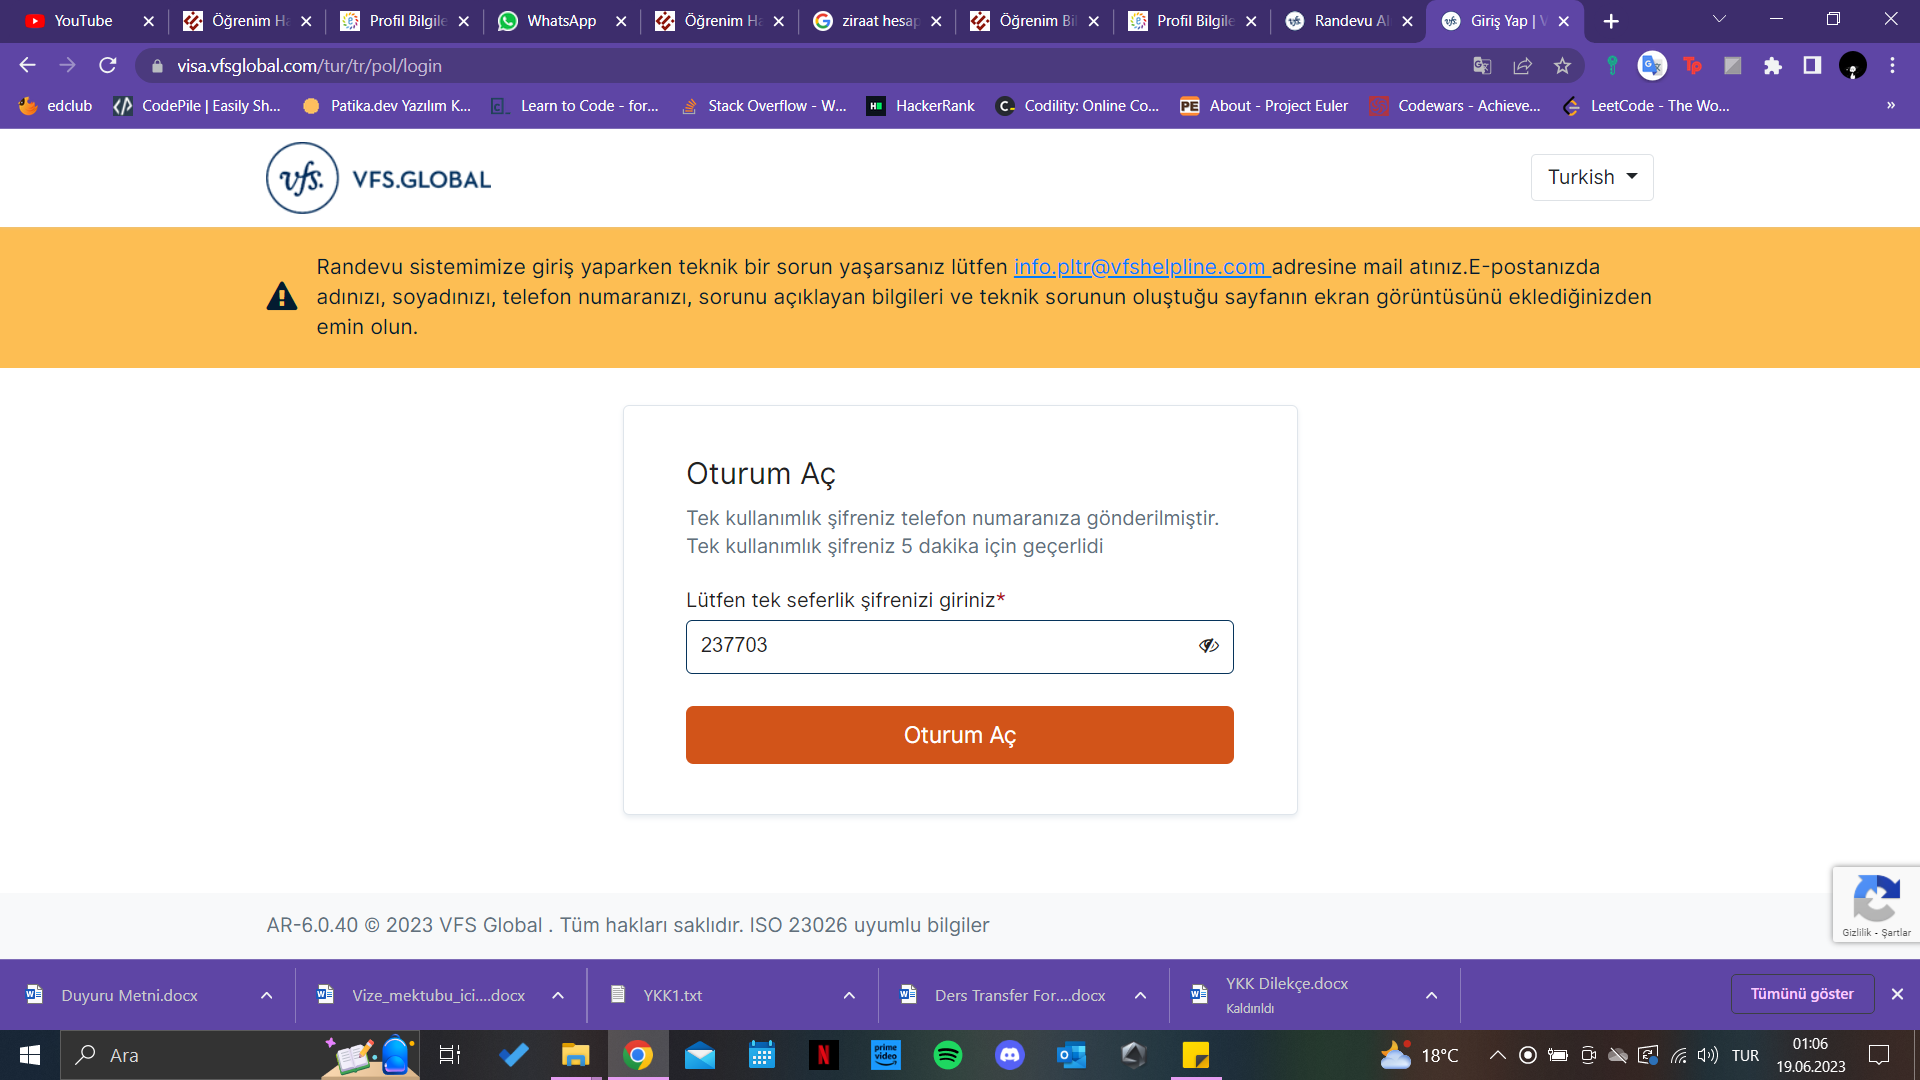 YouTube
Öğrenim Ha
Profil Bilgile
WhatsApp
Öğrenim Ha
ziraat hesap
Öğrenim Bil
Profil Bilgile
Randevu Al
Giriş Yap | V
visa.vfsglobal.com/tur/tr/pol/login
edclub
CodePile | Easily Sh...
Patika.dev Yazılım K...
Learn to Code - for...
Stack Overflow - W...
HackerRank
Codility: Online Co...
About - Project Euler
Codewars - Achieve...
LeetCode - The Wo...
»
vfs. VFS.GLOBAL
Turkish
Randevu sistemimize giriş yaparken teknik bir sorun yaşarsanız lütfen info.pltr@vfshelpline.com adresine mail atınız.E-postanızda
adınızı, soyadınızı, telefon numaranızı, sorunu açıklayan bilgileri ve teknik sorunun oluştuğu sayfanın ekran görüntüsünü eklediğinizden
emin olun.
Oturum Aç
Tek kullanımlık şifreniz telefon numaranıza gönderilmiştir.
Tek kullanımlık şifreniz 5 dakika için geçerlidi
Lütfen tek seferlik şifrenizi giriniz*
237703
Oturum Aç
Gizlilik - Şartlar
AR-6.0.40 © 2023 VFS Global . Tüm hakları saklıdır. ISO 23026 uyumlu bilgiler
Duyuru Metni.docx
Vize_mektubu_ici....docx
YKK1.txt
Ders Transfer For....docx
YKK Dilekçe.docx
Kaldırıldı
Tümünü göster
Ara
prime video
18°C
TUR
01:06
19.06.2023